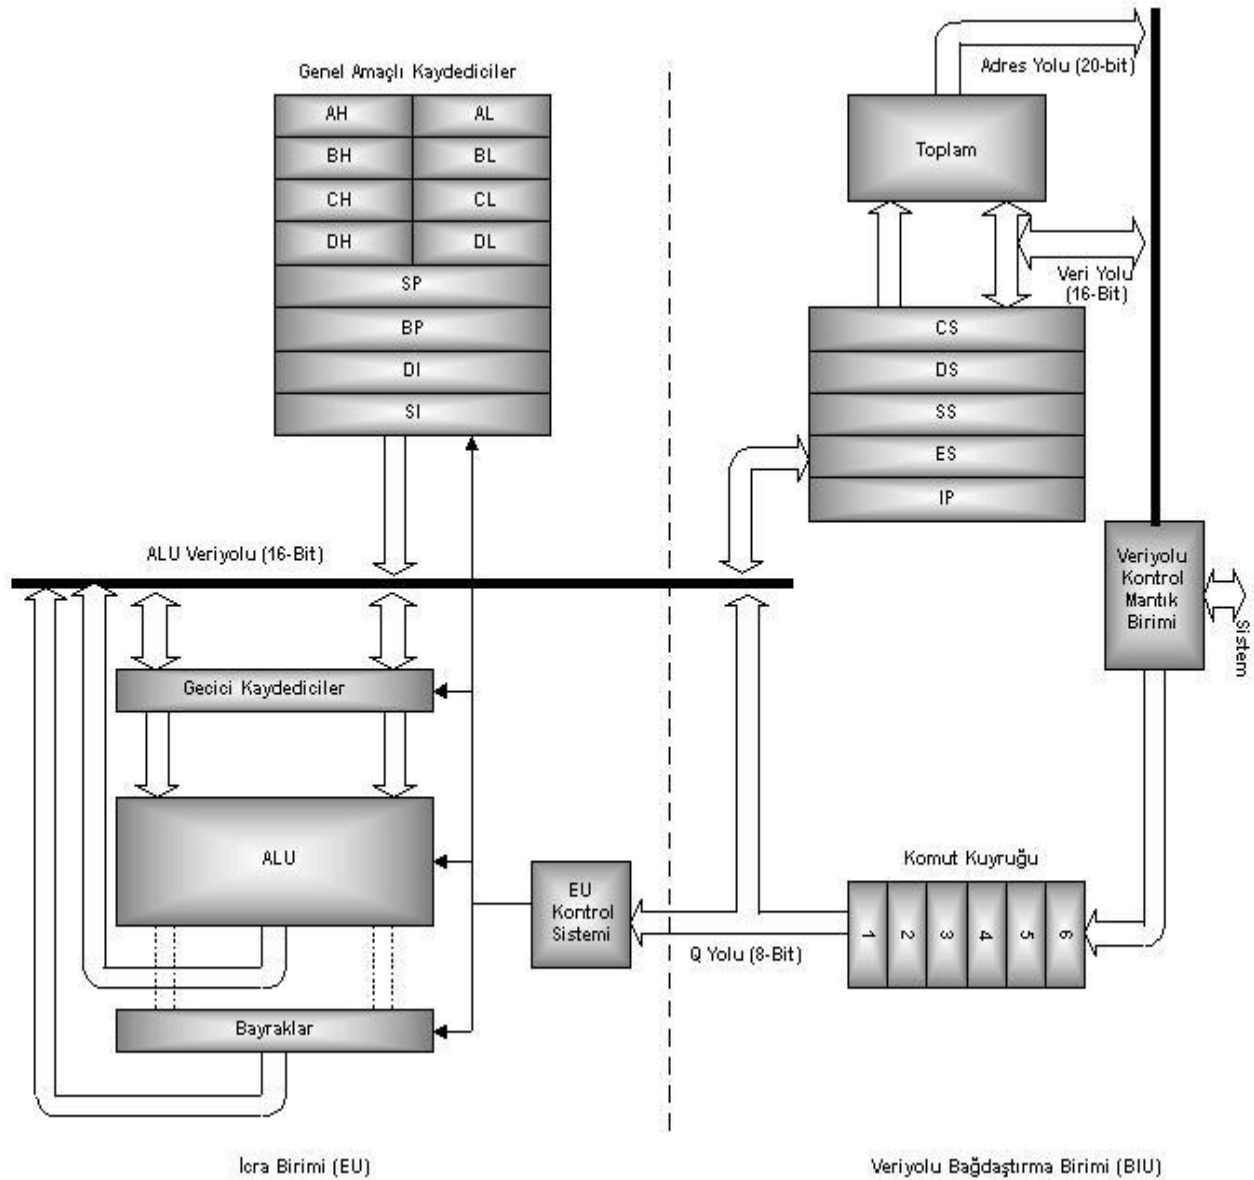 Genel Amaçlı Kaydediciler
AH AL
BH BL
CH CL
DH DL
SP
BP
DI
SI
Adres Yolu (20-bit)
Toplam
Veri Yolu
(16-Bit)
CS
DS
SS
ES
IP
ALU Veriyolu (16-Bit)
Veriyolu
Kontrol
Mantık
Birimi
Sistem
Gecici Kaydediciler
ALU
EU
Kontrol
Sistemi
Komut Kuyruğu
1 2 3 4 5 6
Q Yolu (8-Bit)
Bayraklar
İcra Birimi (EU)
Veriyolu Bağdaştırma Birimi (BIU)